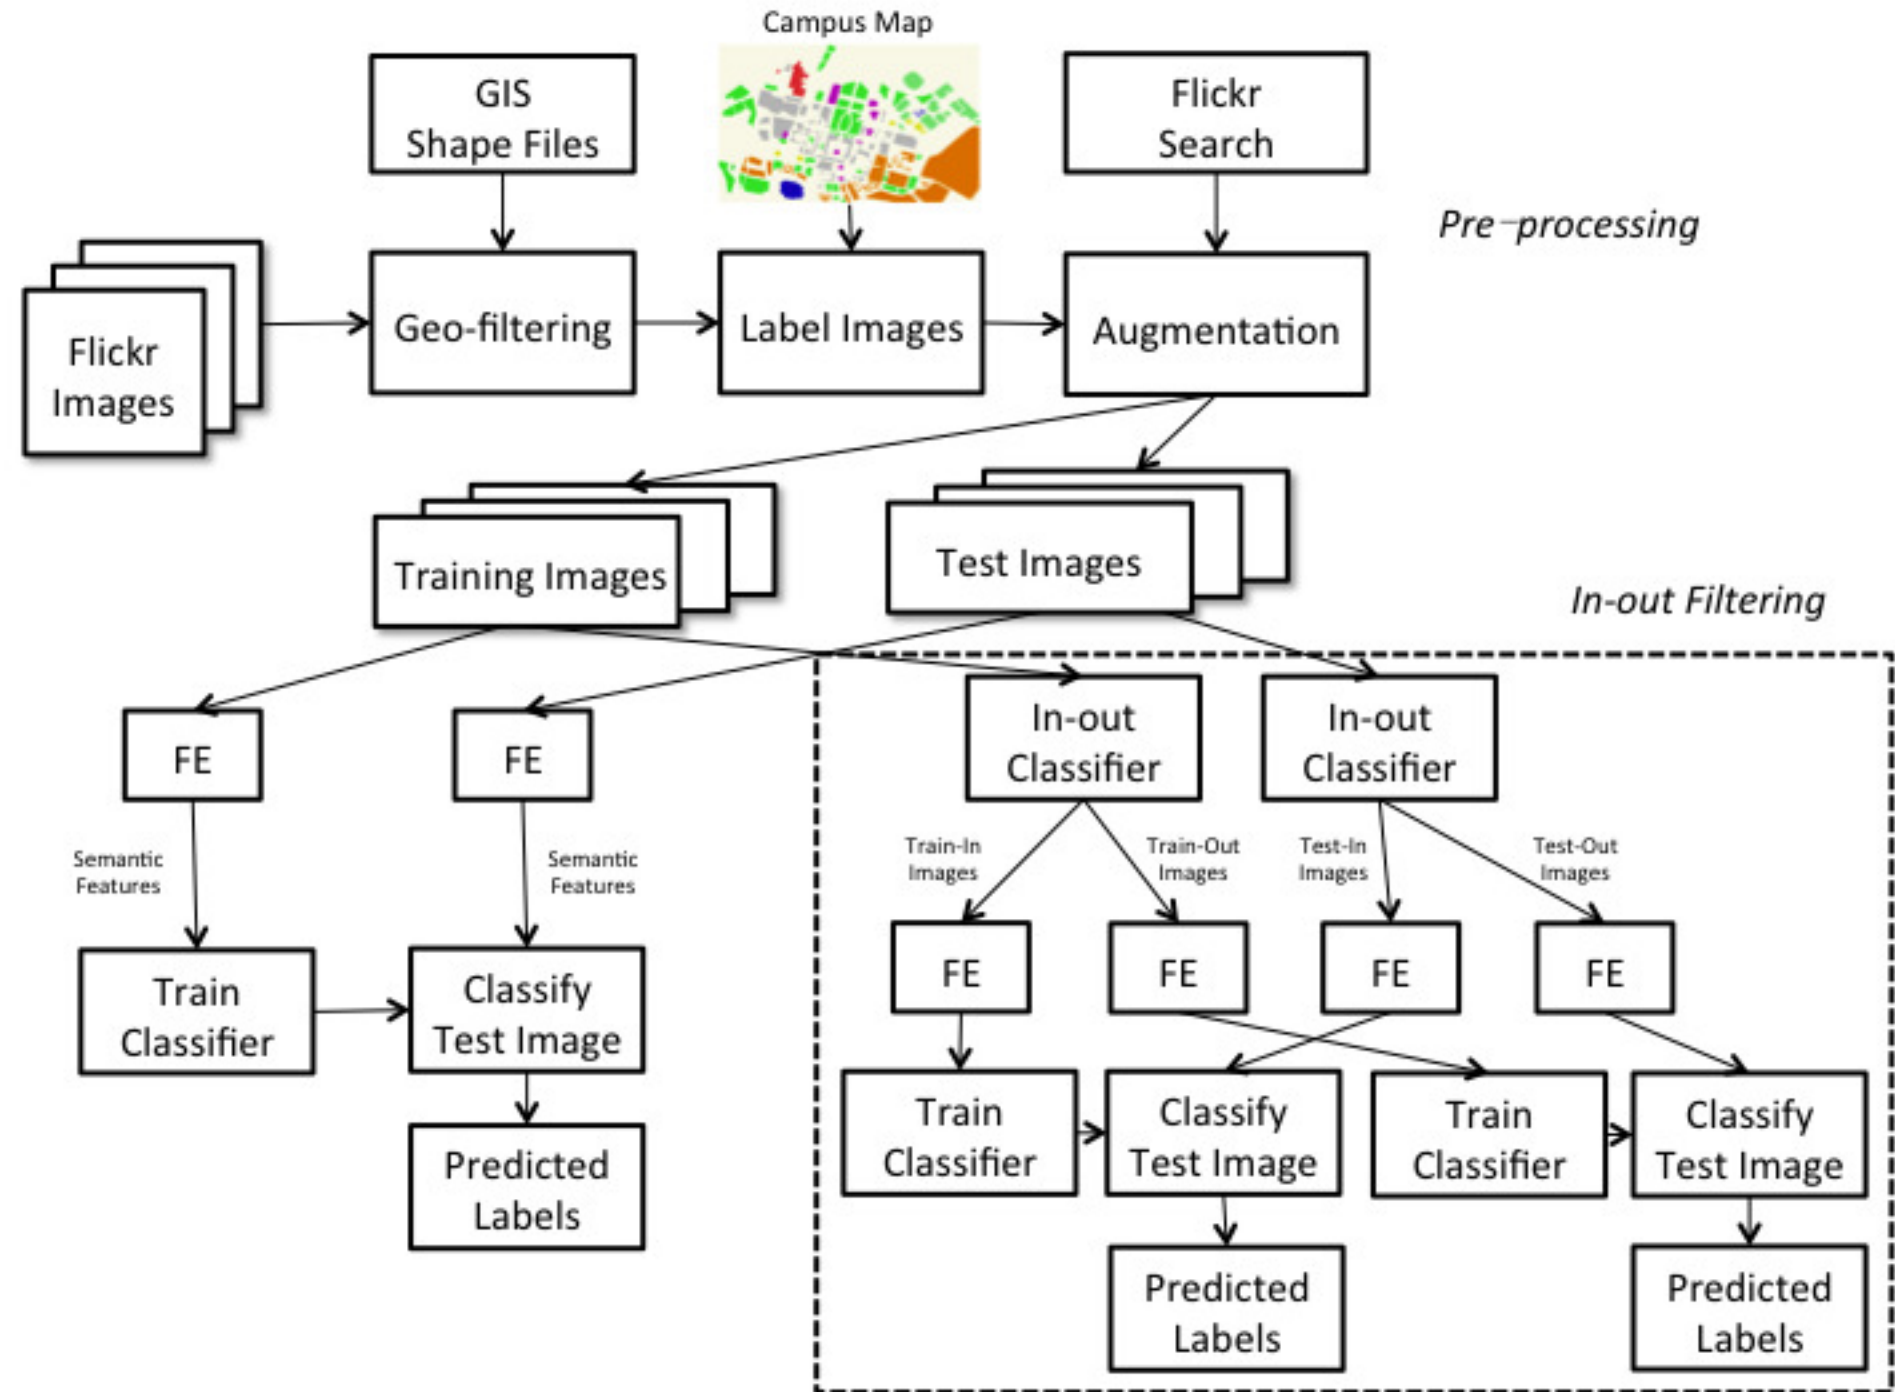 Campus Map
GIS
Shape Files
Flickr
Search
Pre-processing
Flickr
Images
Geo-filtering
Label Images
Augmentation
Training Images
Test Images
In-out Filtering
FE
FE
In-out
Classifier
In-out
Classifier
Semantic
Features
Semantic
Features
Train-In
Images
Train-Out
Images
Test-In
Images
Test-Out
Images
FE
FE
FE
FE
Train
Classifier
Classify
Test Image
Train
Classifier
Classify
Test Image
Train
Classifier
Classify
Test Image
Predicted
Labels
Predicted
Labels
Predicted
Labels